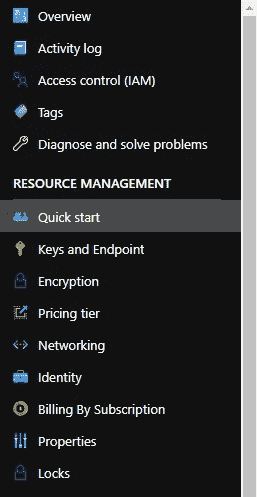 Overview
Activity log
Access control (IAM)
Tags
Diagnose and solve problems
RESOURCE MANAGEMENT
Quick start
Keys and Endpoint
Encryption
Pricing tier
Networking
Identity
Billing By Subscription
Properties
Locks